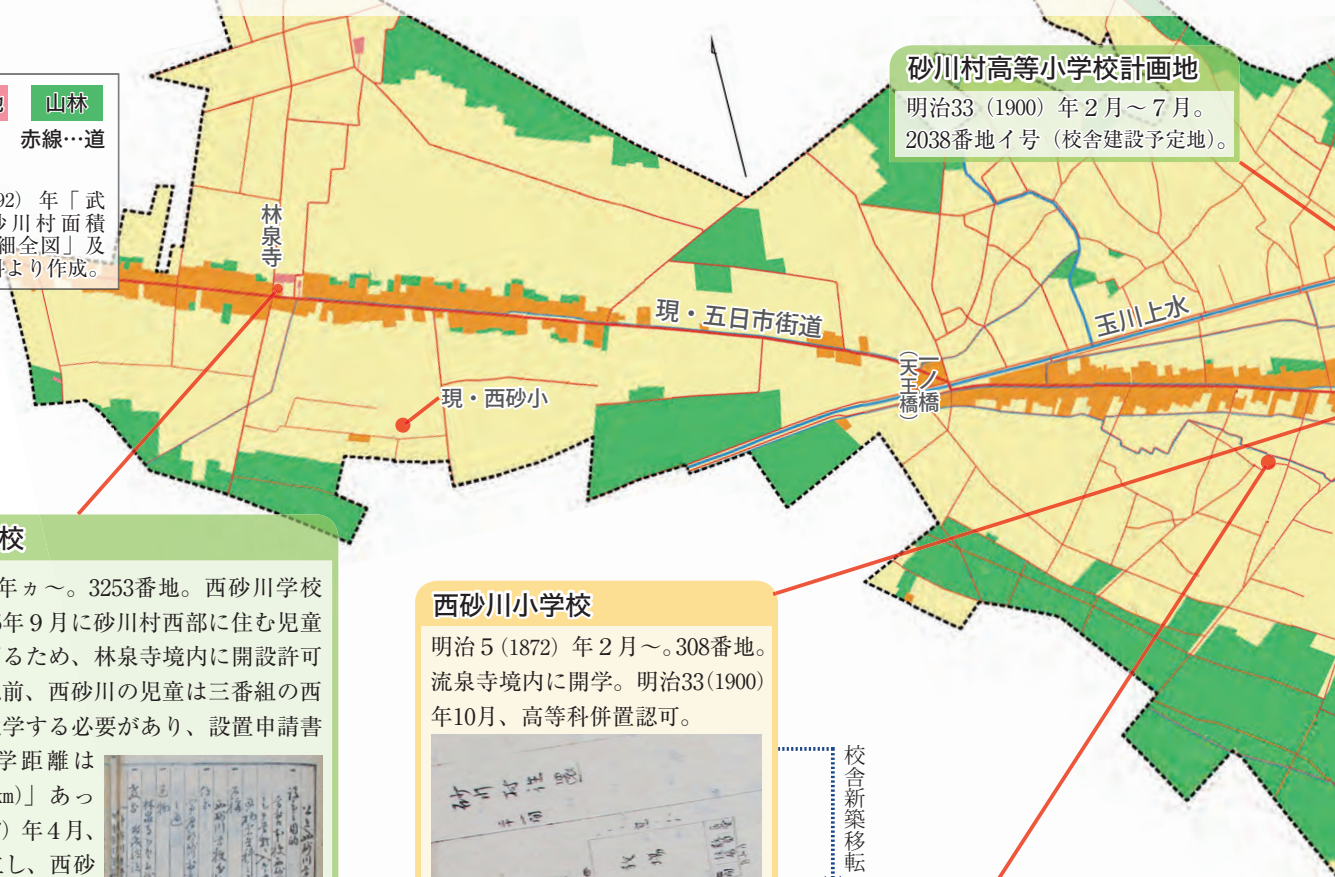 砂川村高等小学校計画地
明治33（1900）年２月～７月。
2038番地イ号（校舎建設予定地）。
山林
赤線…道
92）年「武
砂川村面積
細全図」及
より作成。
林泉寺
現・五日市街道
玉川上水
一ノ橋
（天王橋）
現・西砂小
校
年ヵ～。3253番地。西砂川学校
年９月に砂川村西部に住む児童
るため、林泉寺境内に開設許可
前、西砂川の児童は三番組の西
学する必要があり、設置申請書
学距離は
km）」あっ
）年４月、
し、西砂
西砂川小学校
明治５(1872）年２月～。308番地。
流泉寺境内に開学。明治33(1900)
年10月、高等科併置認可。
校舎新築移転